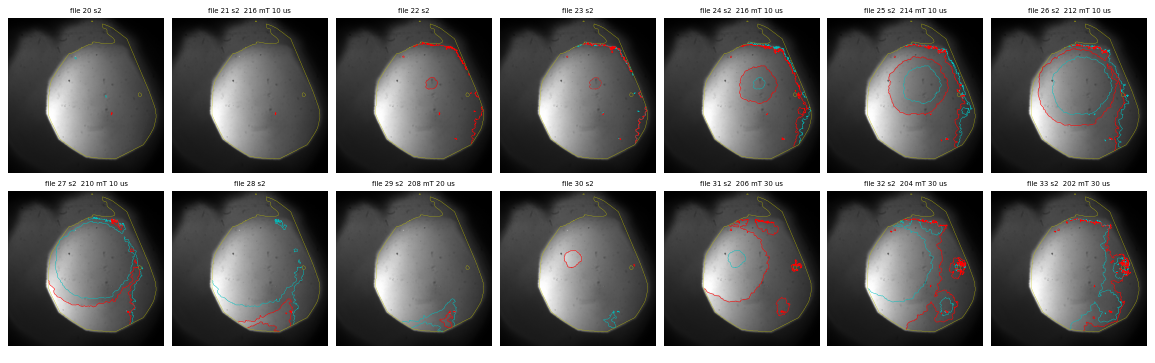 file 20 s2
file 21 s2 216 mT 10 us
file 22 s2
file 23 s2
file 24 s2 216 mT 10 us
file 25 s2 214 mT 10 us
file 26 s2 212 mT 10 us
file 27 s2 210 mT 10 us
file 28 s2
file 29 s2 208 mT 20 us
file 30 s2
file 31 s2 206 mT 30 us
file 32 s2 204 mT 30 us
file 33 s2 202 mT 30 us